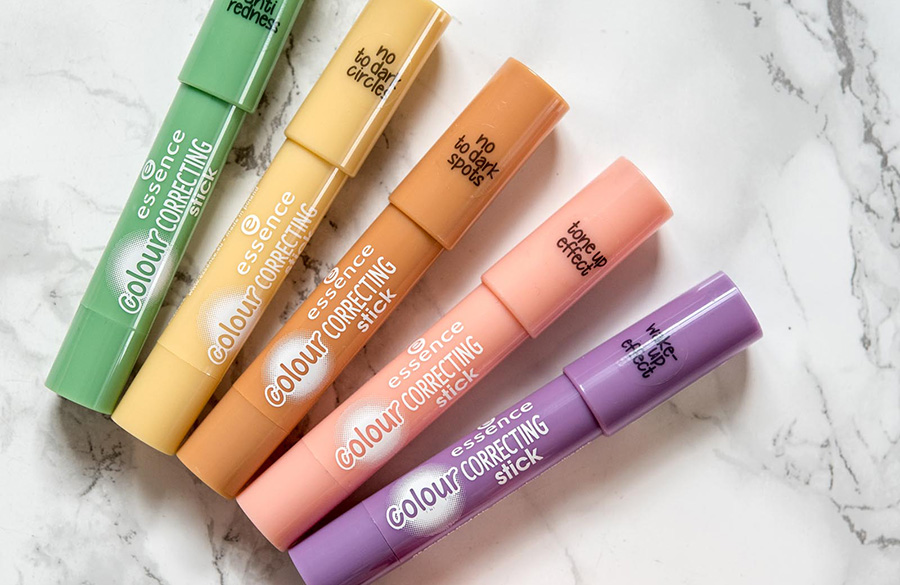 anti
redness
essence
colour CORRECTING
stick
no
to dark
circles
essence
colour CORRECTING
stick
no
to dark
spots
essence
colour CORRECTING
stick
tone up
effect
essence
colour CORRECTING
stick
wake-
up
effect
essence
colour CORRECTING
stick